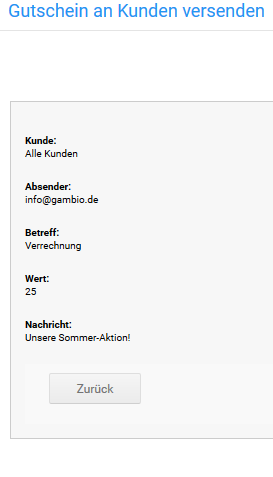 Gutschein an Kunden versenden
Kunde:
Alle Kunden
Absender:
info@gambio.de
Betreff:
Verrechnung
Wert:
25
Nachricht:
Unsere Sommer-Aktion!
Zurück